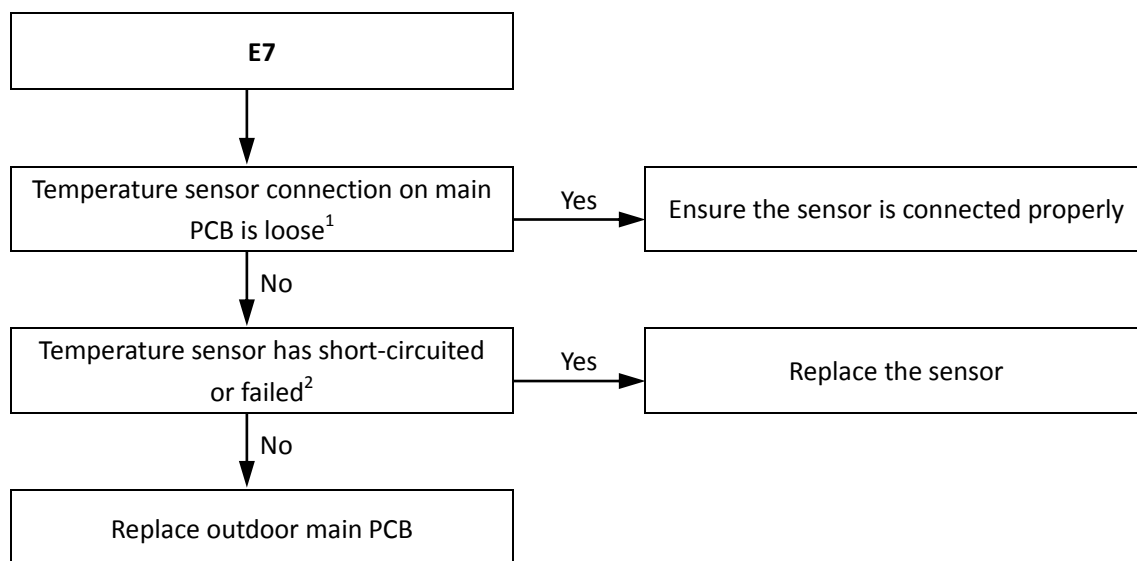 E7
Temperature sensor connection on main
PCB is loose¹
Yes
Ensure the sensor is connected properly
No
Temperature sensor has short-circuited
or failed²
Yes
Replace the sensor
No
Replace outdoor main PCB